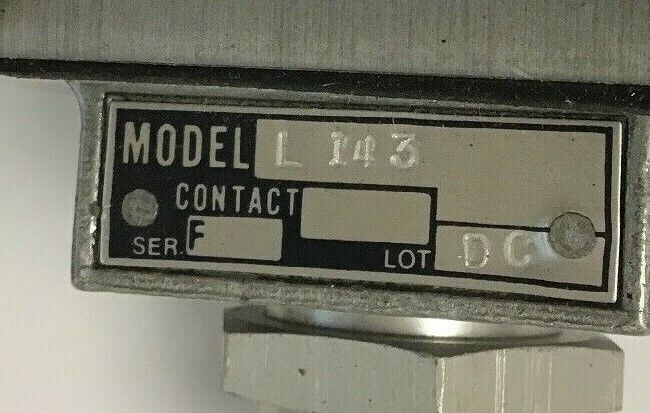 MODEL L 143
CONTACT
SER. F
LOT DC